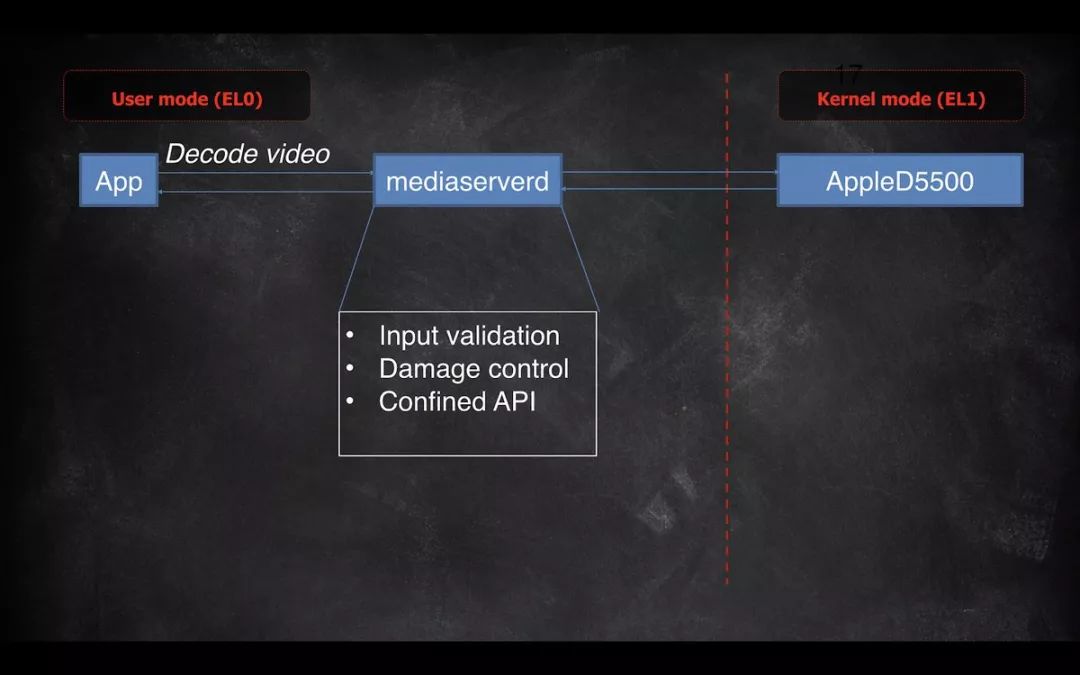 17
User mode (EL0)
Kernel mode (EL1)
Decode video
App
mediaserverd
AppleD5500
• Input validation
• Damage control
• Confined API